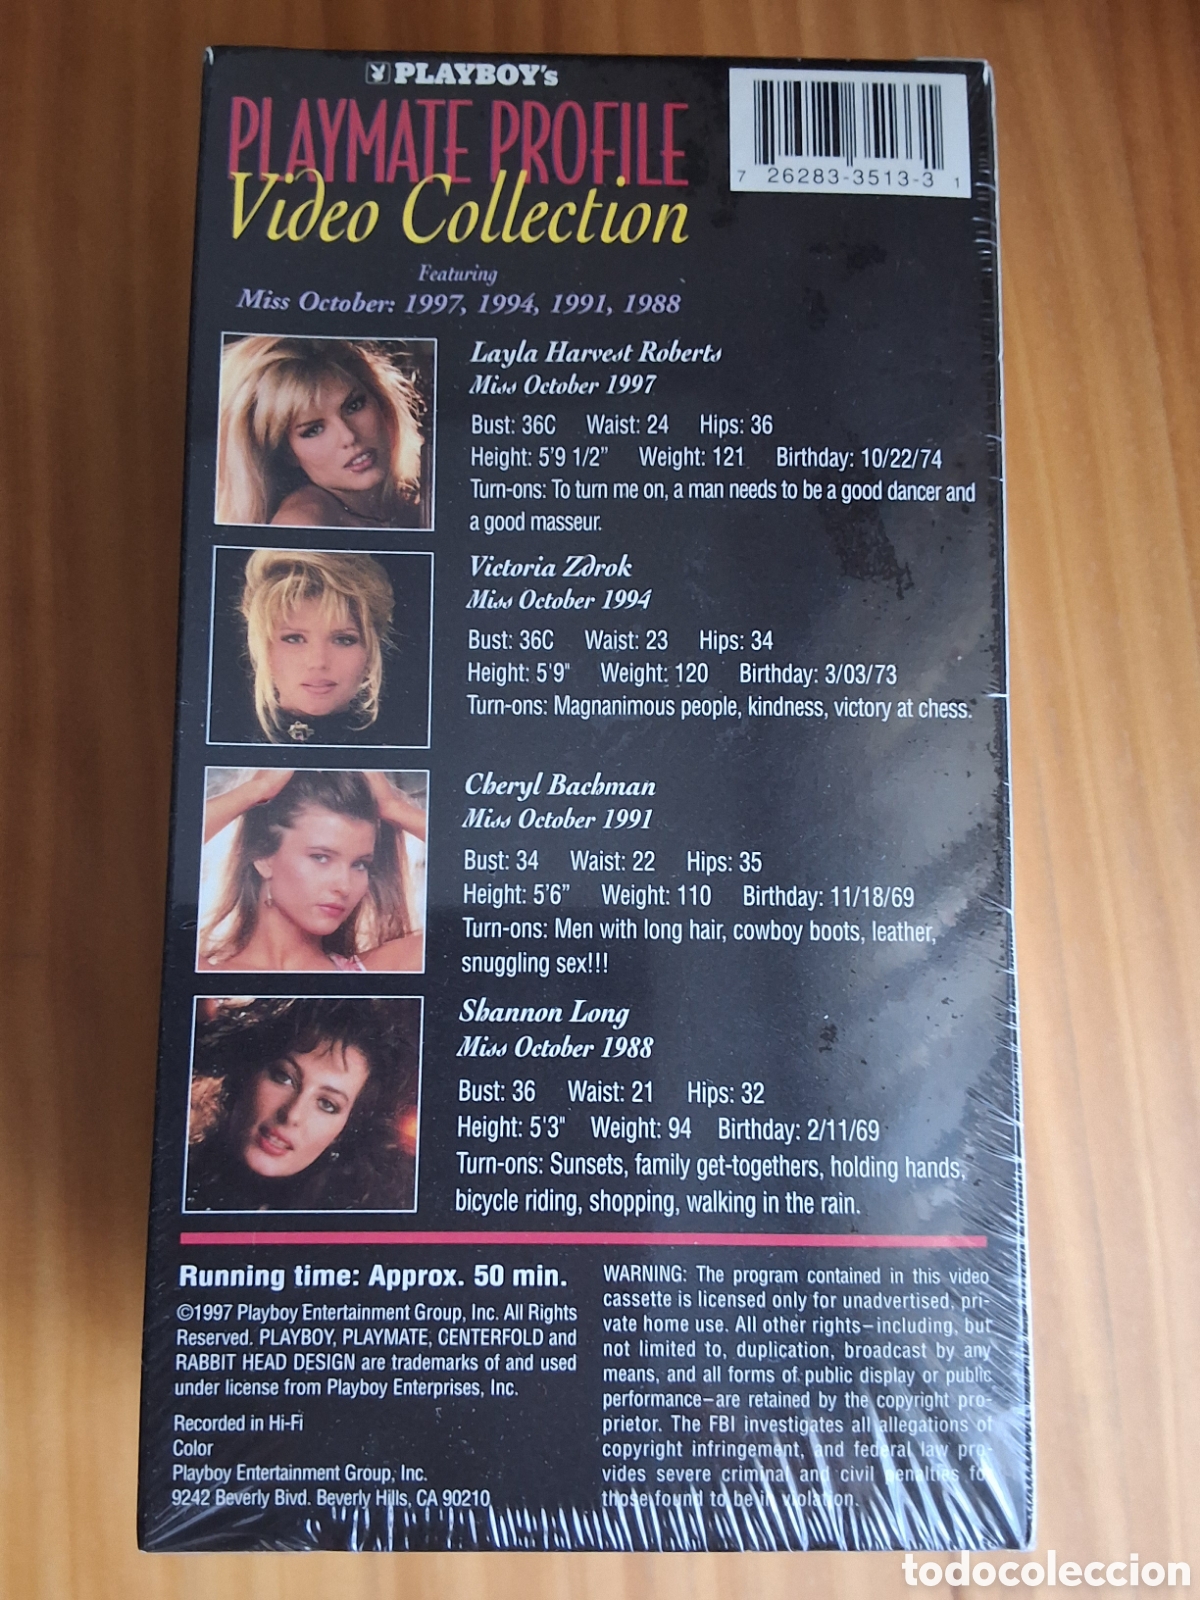 PLAYBOY's
PLAYMATE PROFILE
Video Collection
7 26283-3513-3 1
Featuring
Miss October: 1997, 1994, 1991, 1988
Layla Harvest Roberts
Miss October 1997
Bust: 36C Waist: 24 Hips: 36
Height: 5'9 1/2" Weight: 121 Birthday: 10/22/74
Turn-ons: To turn me on, a man needs to be a good dancer and
a good masseur.
Victoria Zdrok
Miss October 1994
Bust: 36C Waist: 23 Hips: 34
Height: 5'9" Weight: 120 Birthday: 3/03/73
Turn-ons: Magnanimous people, kindness, victory at chess.
Cheryl Bachman
Miss October 1991
Bust: 34 Waist: 22 Hips: 35
Height: 5'6" Weight: 110 Birthday: 11/18/69
Turn-ons: Men with long hair, cowboy boots, leather,
snuggling sex!!!
Shannon Long
Miss October 1988
Bust: 36 Waist: 21 Hips: 32
Height: 5'3" Weight: 94 Birthday: 2/11/69
Turn-ons: Sunsets, family get-togethers, holding hands,
bicycle riding, shopping, walking in the rain.
Running time: Approx. 50 min.
©1997 Playboy Entertainment Group, Inc. All Rights
Reserved. PLAYBOY, PLAYMATE, CENTERFOLD and
RABBIT HEAD DESIGN are trademarks of and used
under license from Playboy Enterprises, Inc.
Recorded in Hi-Fi
Color
Playboy Entertainment Group, Inc.
9242 Beverly Blvd. Beverly Hills, CA 90210
WARNING: The program contained in this video
cassette is licensed only for unadvertised, pri-
vate home use. All other rights–including, but
not limited to, duplication, broadcast by any
means, and all forms of public display or public
performance–are retained by the copyright pro-
prietor. The FBI investigates all allegations of
copyright infringement, and federal law pro-
vides severe criminal and civil penalties for
those found to be in violation.
todocoleccion